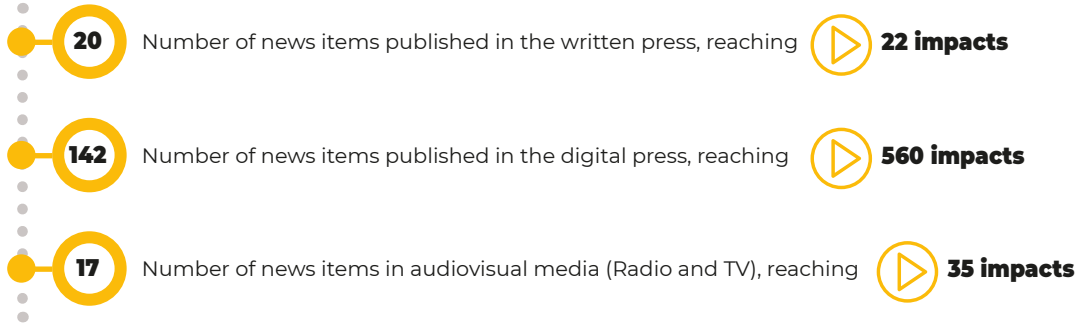 20 Number of news items published in the written press, reaching 22 impacts
142 Number of news items published in the digital press, reaching 560 impacts
17 Number of news items in audiovisual media (Radio and TV), reaching 35 impacts